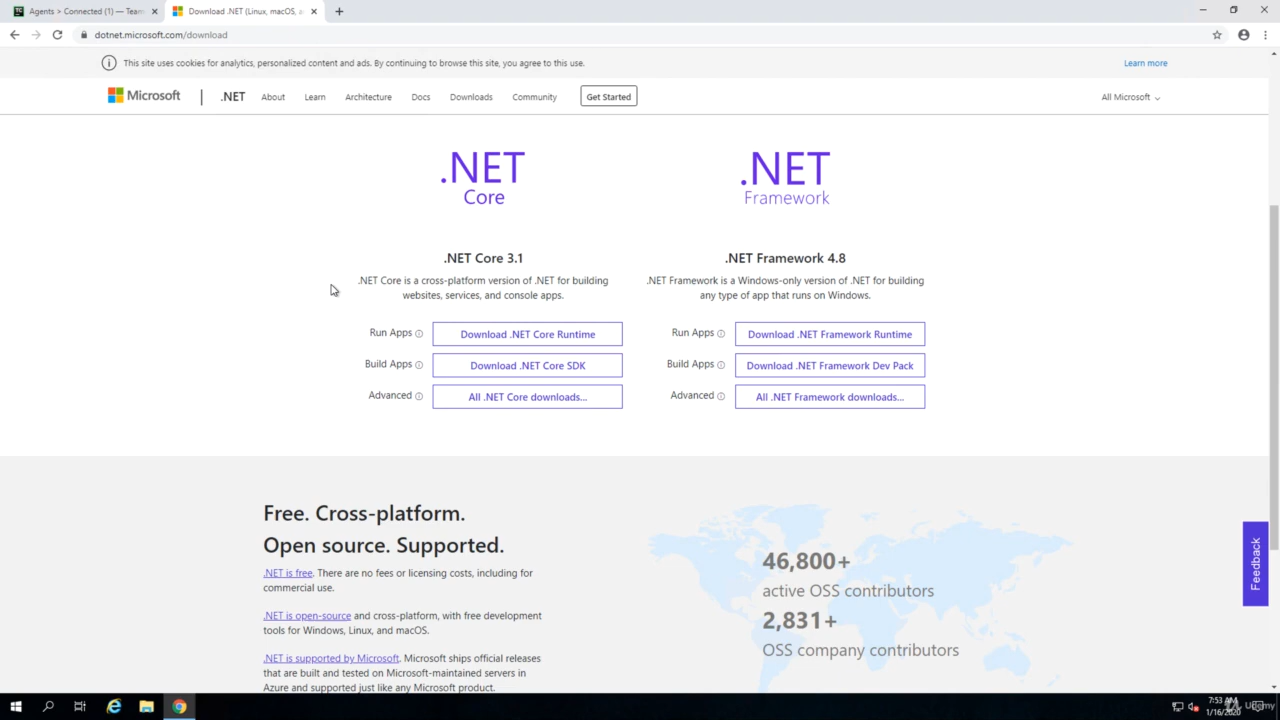 Agents > Connected (1) — Team
Download .NET (Linux, macOS, a
dotnet.microsoft.com/download
This site uses cookies for analytics, personalized content and ads. By continuing to browse this site, you agree to this use.
Learn more
Microsoft
.NET
About
Learn
Architecture
Docs
Downloads
Community
Get Started
All Microsoft
.NET
Core
.NET
Framework
.NET Core 3.1
.NET Core is a cross-platform version of .NET for building
websites, services, and console apps.
Run Apps
Download .NET Core Runtime
Build Apps
Download .NET Core SDK
Advanced
All .NET Core downloads...
.NET Framework 4.8
.NET Framework is a Windows-only version of .NET for building
any type of app that runs on Windows.
Run Apps
Download .NET Framework Runtime
Build Apps
Download .NET Framework Dev Pack
Advanced
All .NET Framework downloads...
Free. Cross-platform.
Open source. Supported.
.NET is free. There are no fees or licensing costs, including for
commercial use.
.NET is open-source and cross-platform, with free development
tools for Windows, Linux, and macOS.
.NET is supported by Microsoft. Microsoft ships official releases
that are built and tested on Microsoft-maintained servers in
Azure and supported just like any Microsoft product.
46,800+
active OSS contributors
2,831+
OSS company contributors
Feedback
7:53 AM
1/16/2020
Udemy